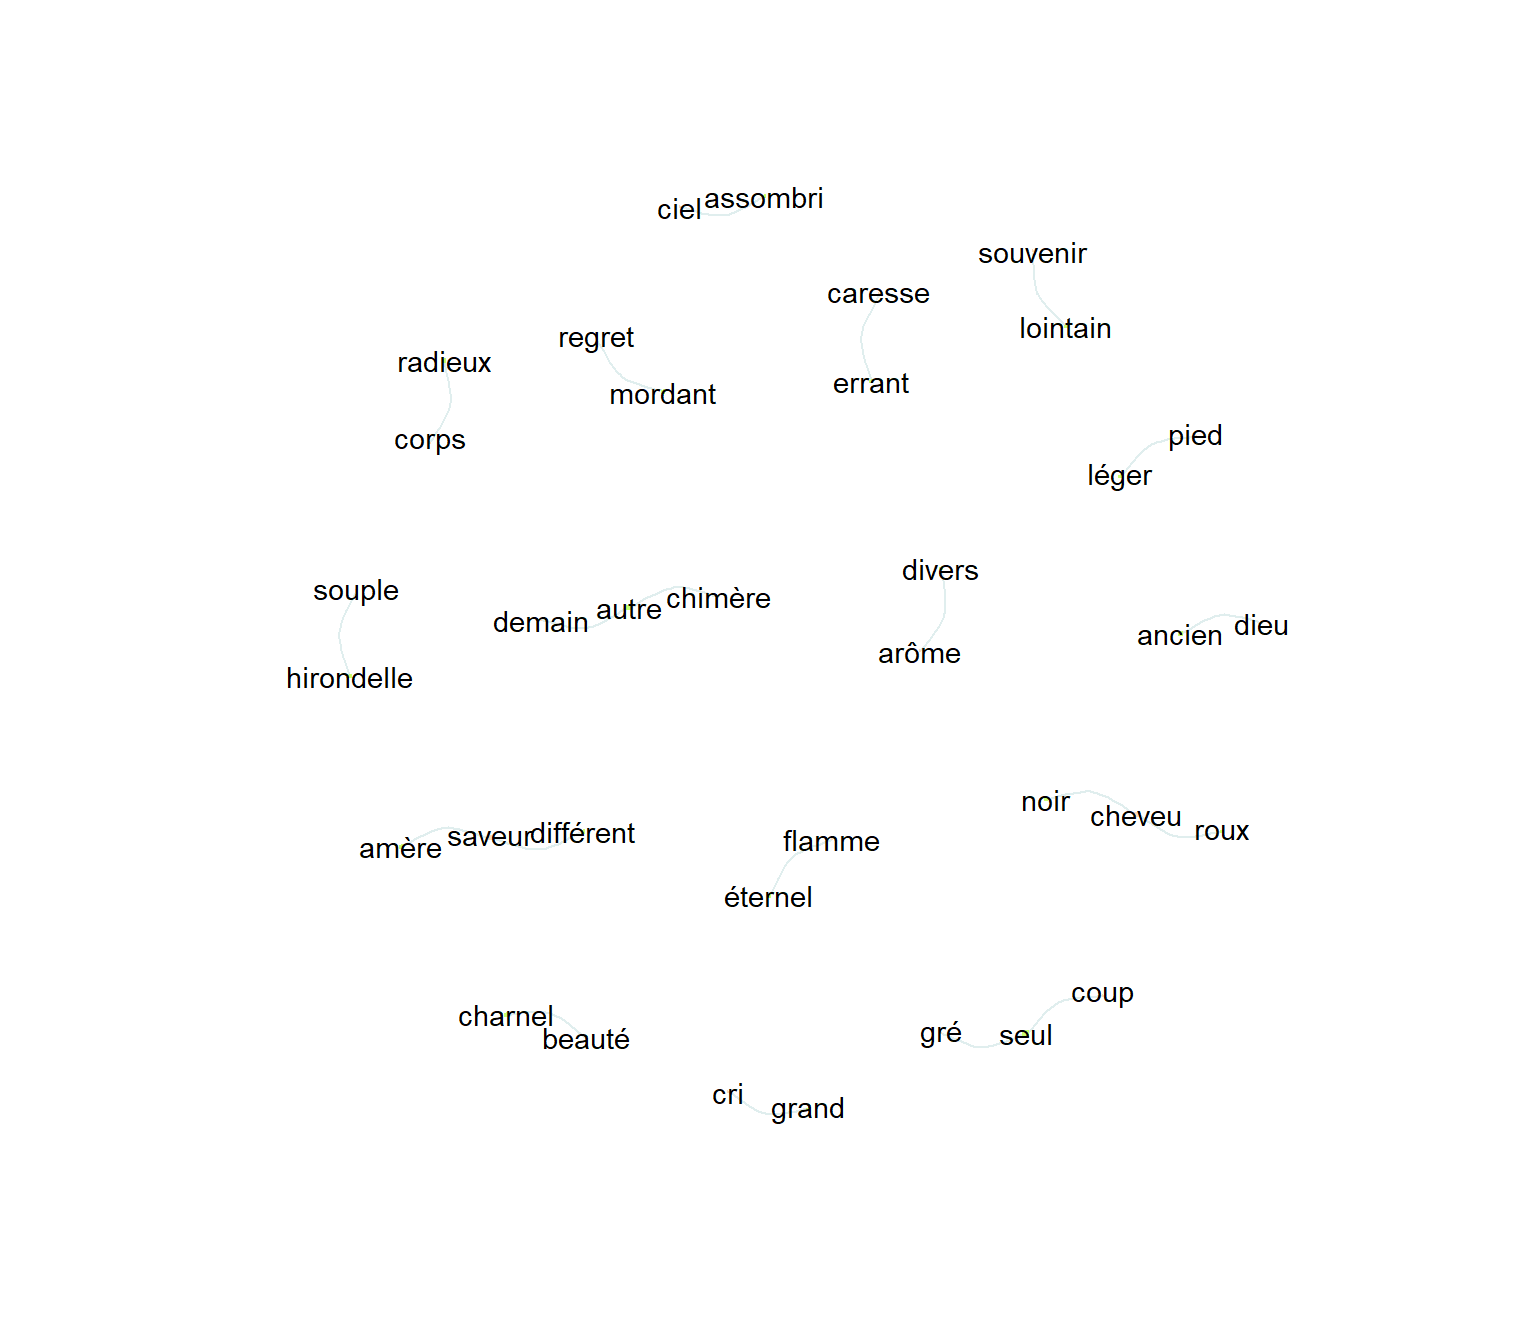 ciel assombri
souvenir
caresse
lointain
regret
radieux
errant
mordant
pied
corps
léger
divers
souple
chimère
autre
demain
dieu
ancien
arôme
hirondelle
noir
cheveu
roux
différent
saveur
flamme
amère
éternel
coup
charnel
gré seul
beauté
cri
grand